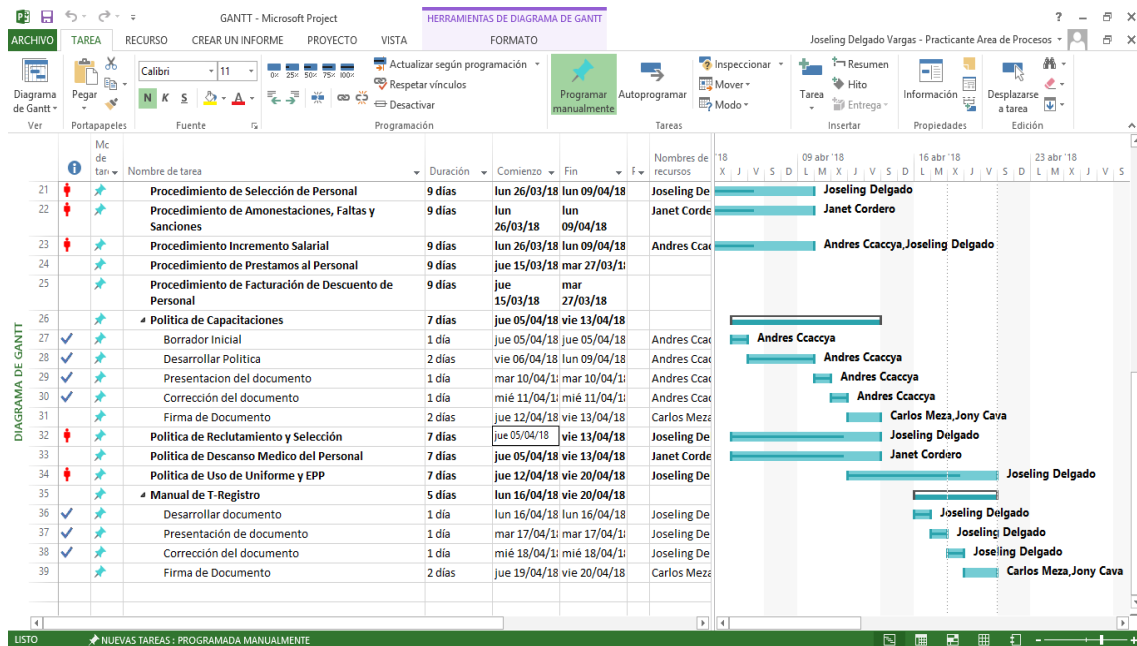 GANTT - Microsoft Project
HERRAMIENTAS DE DIAGRAMA DE GANTT
ARCHIVO TAREA RECURSO CREAR UN INFORME PROYECTO VISTA FORMATO
Joseling Delgado Vargas - Practicante Area de Procesos
Diagrama de Gantt
Pegar
Calibri 11
N K S
0% 25% 50% 75% 100%
Actualizar según programación
Respetar vínculos
Desactivar
Programar manualmente
Autoprogramar
Inspeccionar
Mover
Modo
Tarea
Resumen
Hito
Entrega
Información
Desplazarse a tarea
Ver Portapapeles Fuente Programación Tareas Insertar Propiedades Edición
Nombre de tarea Duración Comienzo Fin Nombres de recursos
'18 09 abr '18 16 abr '18 23 abr '18
X J V S D L M X J V S D L M X J V S D L M X J V S
21 Procedimiento de Selección de Personal 9 días lun 26/03/18 lun 09/04/18 Joseling De Joseling Delgado
22 Procedimiento de Amonestaciones, Faltas y Sanciones 9 días lun 26/03/18 lun 09/04/18 Janet Corde Janet Cordero
23 Procedimiento Incremento Salarial 9 días lun 26/03/18 lun 09/04/18 Andres Ccac Andres Ccaccya,Joseling Delgado
24 Procedimiento de Prestamos al Personal 9 días jue 15/03/18 mar 27/03/18
25 Procedimiento de Facturación de Descuento de Personal 9 días jue 15/03/18 mar 27/03/18
26 Politica de Capacitaciones 7 días jue 05/04/18 vie 13/04/18
27 Borrador Inicial 1 día jue 05/04/18 jue 05/04/18 Andres Ccac Andres Ccaccya
28 Desarrollar Politica 2 días vie 06/04/18 lun 09/04/18 Andres Ccac Andres Ccaccya
29 Presentacion del documento 1 día mar 10/04/18 mar 10/04/18 Andres Ccac Andres Ccaccya
30 Corrección del documento 1 día mié 11/04/18 mié 11/04/18 Andres Ccac Andres Ccaccya
31 Firma de Documento 2 días jue 12/04/18 vie 13/04/18 Carlos Meza Carlos Meza,Jony Cava
32 Politica de Reclutamiento y Selección 7 días jue 05/04/18 vie 13/04/18 Joseling De Joseling Delgado
33 Politica de Descanso Medico del Personal 7 días jue 05/04/18 vie 13/04/18 Janet Corde Janet Cordero
34 Politica de Uso de Uniforme y EPP 7 días jue 12/04/18 vie 20/04/18 Joseling De Joseling Delgado
35 Manual de T-Registro 5 días lun 16/04/18 vie 20/04/18
36 Desarrollar documento 1 día lun 16/04/18 lun 16/04/18 Joseling De Joseling Delgado
37 Presentación de documento 1 día mar 17/04/18 mar 17/04/18 Joseling De Joseling Delgado
38 Corrección del documento 1 día mié 18/04/18 mié 18/04/18 Joseling De Joseling Delgado
39 Firma de Documento 2 días jue 19/04/18 vie 20/04/18 Carlos Meza Carlos Meza,Jony Cava
DIAGRAMA DE GANTT
LISTO NUEVAS TAREAS : PROGRAMADA MANUALMENTE